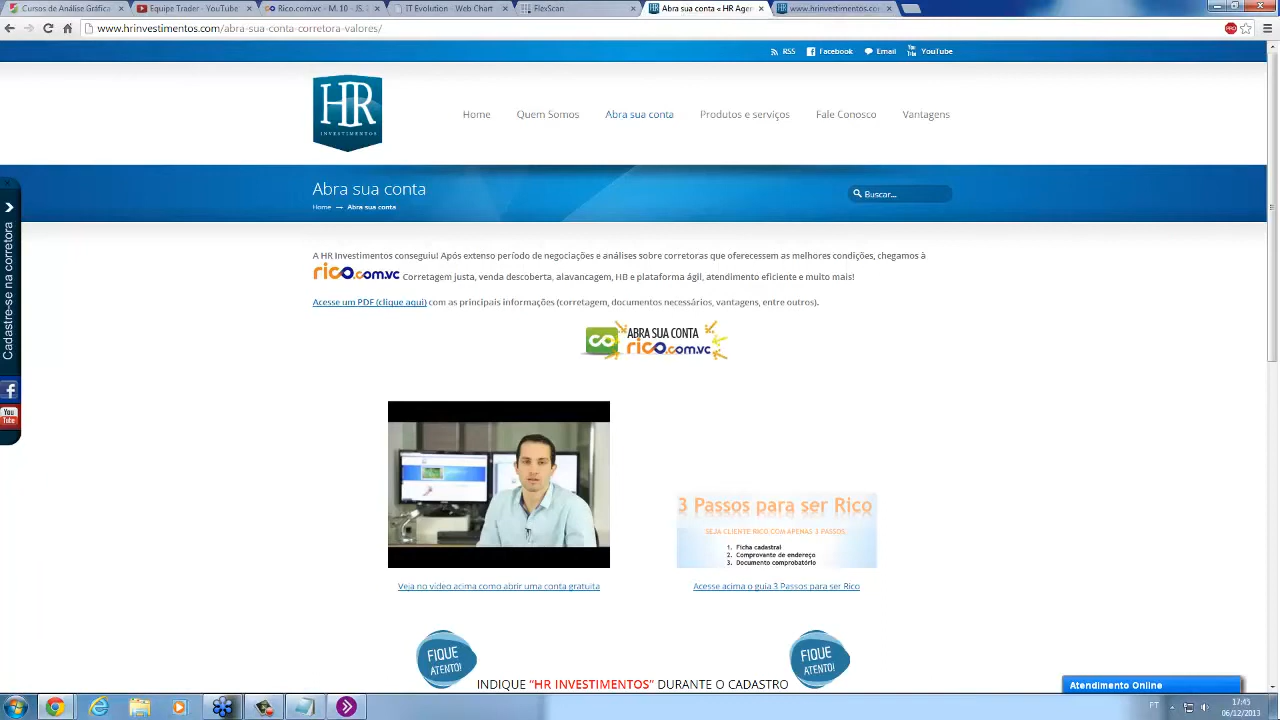 Cursos de Análise Gráfica
Equipe Trader - YouTube
Rico.com.vc - M.10 - JS.
IT Evolution - Web Chart
FlexScan
Abra sua conta « HR Agen
www.hrinvestimentos.com
www.hrinvestimentos.com/abra-sua-conta-corretora-valores/
RSS Facebook Email YouTube
HR
INVESTIMENTOS
Home Quem Somos Abra sua conta Produtos e serviços Fale Conosco Vantagens
Abra sua conta
Home → Abra sua conta
Buscar...
Cadastre-se na corretora
You Tube
A HR Investimentos conseguiu! Após extenso período de negociações e análises sobre corretoras que oferecessem as melhores condições, chegamos à
rico.com.vc Corretagem justa, venda descoberta, alavancagem, HB e plataforma ágil, atendimento eficiente e muito mais!
Acesse um PDF (clique aqui) com as principais informações (corretagem, documentos necessários, vantagens, entre outros).
ABRA SUA CONTA
rico.com.vc
3 Passos para ser Rico
SEJA CLIENTE RICO COM APENAS 3 PASSOS
1. Ficha cadastral
2. Comprovante de endereço
3. Documento comprobatório
Veja no vídeo acima como abrir uma conta gratuita
Acesse acima o guia 3 Passos para ser Rico
FIQUE ATENTO!
FIQUE ATENTO!
INDIQUE “HR INVESTIMENTOS” DURANTE O CADASTRO
Atendimento Online
PT
17:45
06/12/2013